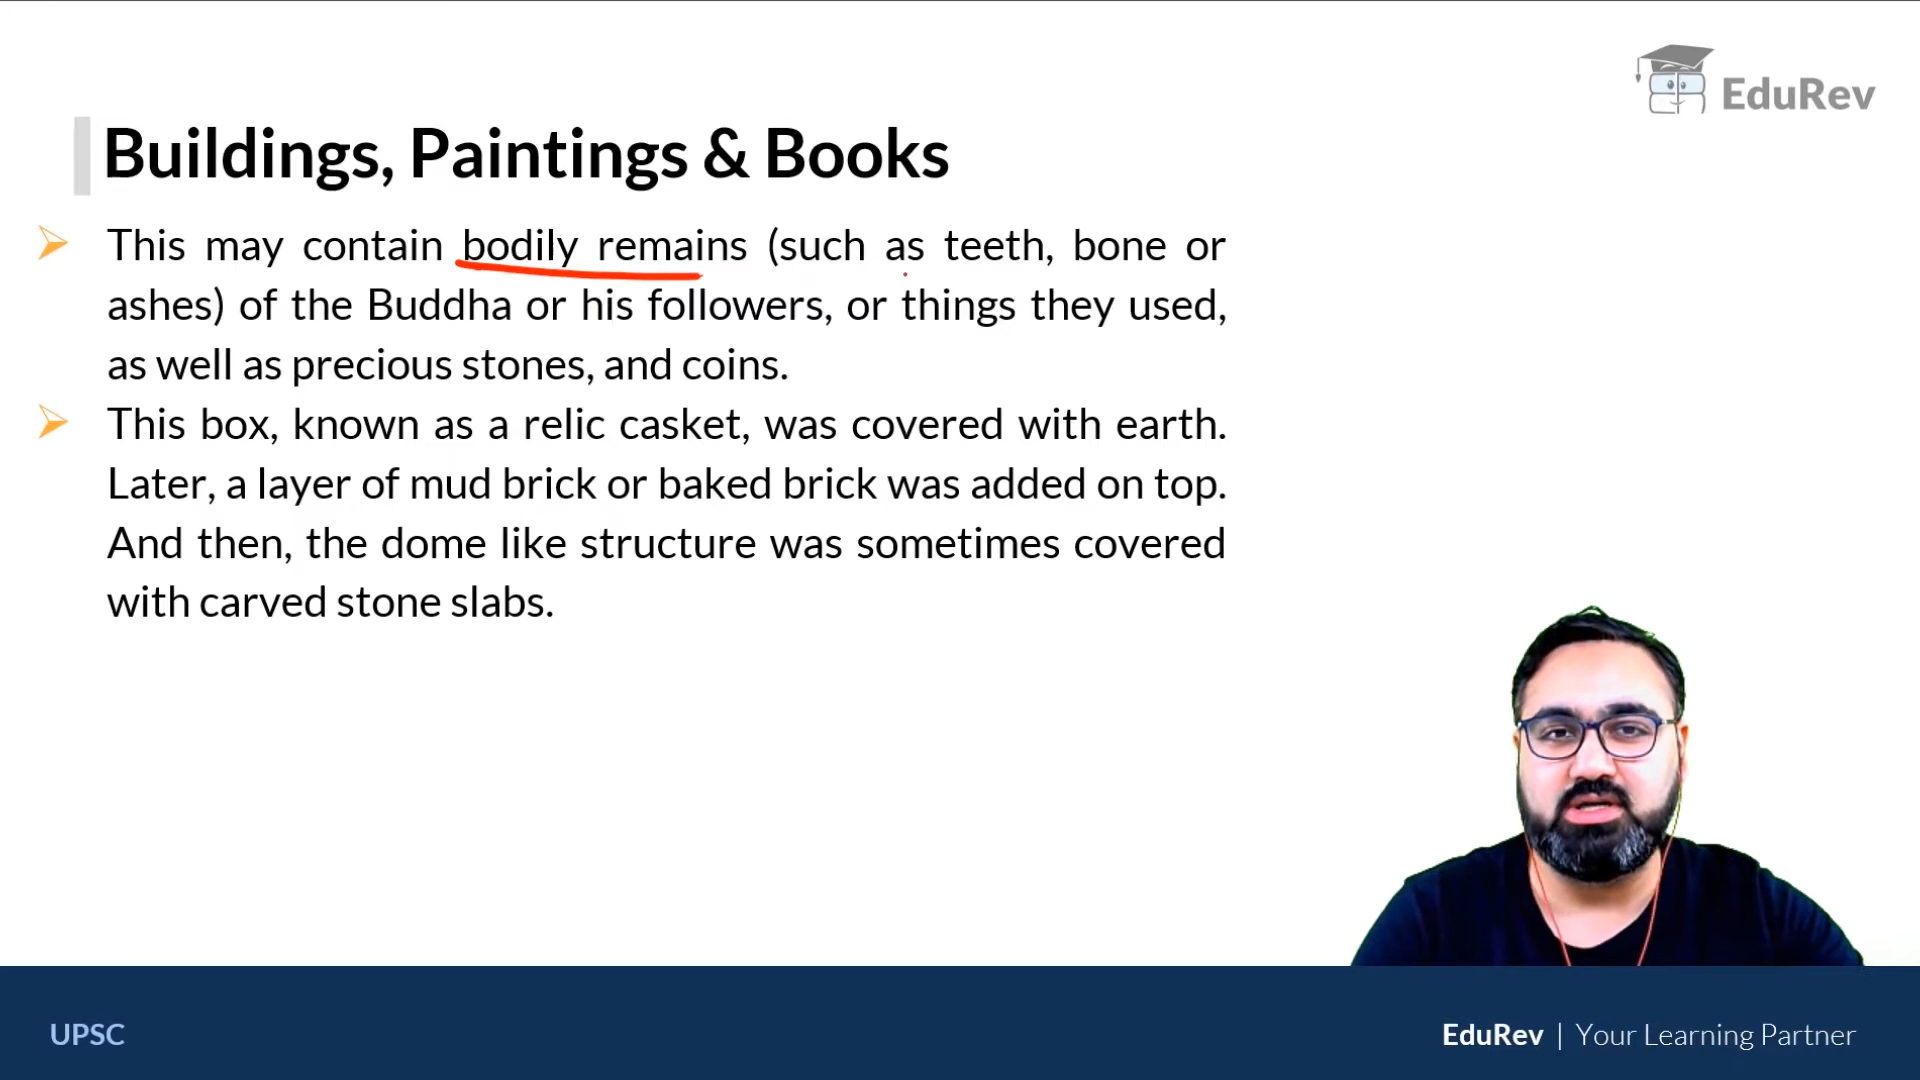 EduRev
Buildings, Paintings & Books
This may contain bodily remains (such as teeth, bone or
ashes) of the Buddha or his followers, or things they used,
as well as precious stones, and coins.
This box, known as a relic casket, was covered with earth.
Later, a layer of mud brick or baked brick was added on top.
And then, the dome like structure was sometimes covered
with carved stone slabs.
UPSC
EduRev | Your Learning Partner